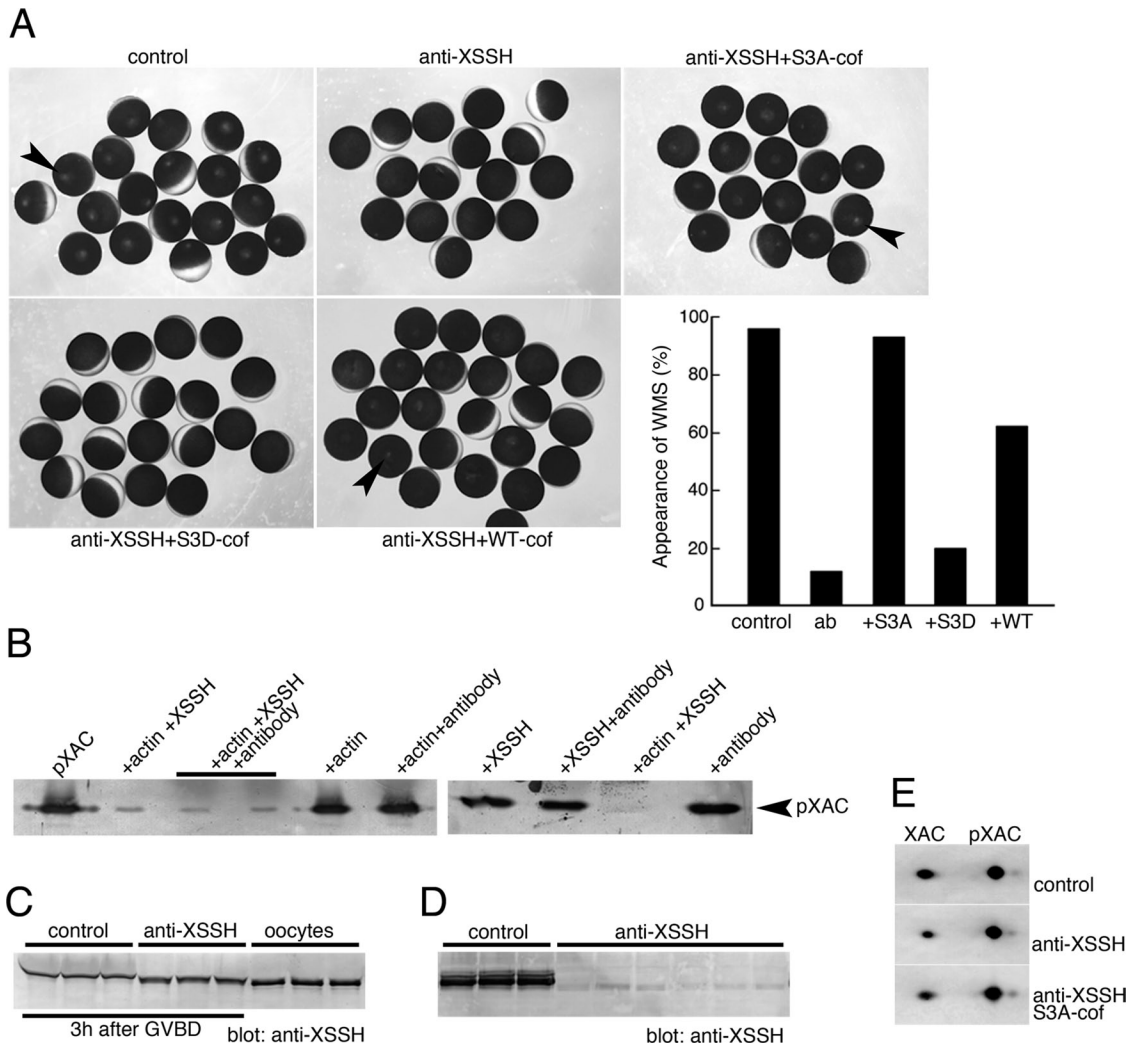 A
control
anti-XSSH
anti-XSSH+S3A-cof
anti-XSSH+S3D-cof
anti-XSSH+WT-cof
Appearance of WMS (%)
100
80
60
40
20
0
control
ab
+S3A
+S3D
+WT
B
pXAC
+actin +XSSH
+actin +XSSH
+antibody
+actin
+actin+antibody
+XSSH
+XSSH+antibody
+actin +XSSH
+antibody
pXAC
C
control
anti-XSSH
oocytes
3h after GVBD
blot: anti-XSSH
D
control
anti-XSSH
blot: anti-XSSH
E
XAC
pXAC
control
anti-XSSH
anti-XSSH
S3A-cof